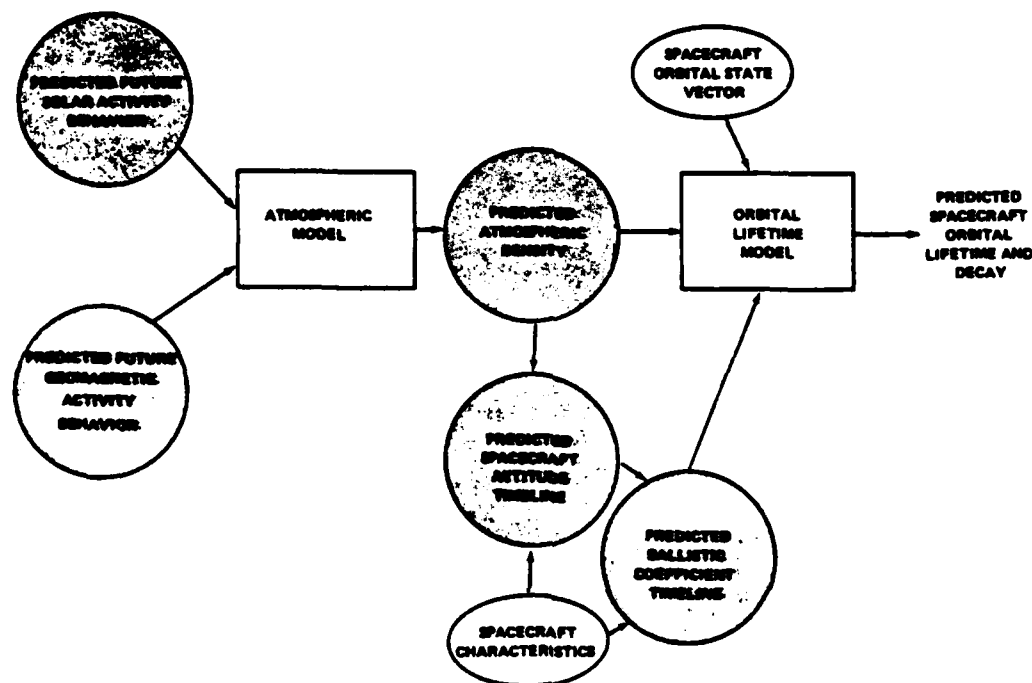 PREDICTED FUTURE
SOLAR ACTIVITY
BEHAVIOR
SPACECRAFT
ORBITAL STATE
VECTOR
ATMOSPHERIC
MODEL
PREDICTED
ATMOSPHERIC
DENSITY
ORBITAL
LIFETIME
MODEL
PREDICTED
SPACECRAFT
ORBITAL
LIFETIME AND
DECAY
PREDICTED FUTURE
GEOMAGNETIC
ACTIVITY
BEHAVIOR
PREDICTED
SPACECRAFT
ATTITUDE
TIMELINE
PREDICTED
BALLISTIC
COEFFICIENT
TIMELINE
SPACECRAFT
CHARACTERISTICS